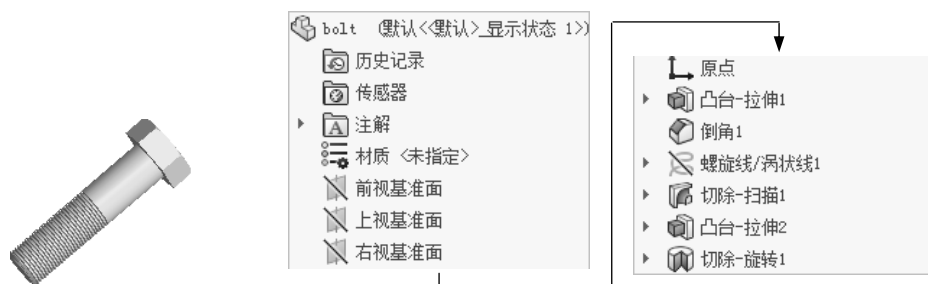 bolt (默认<<默认>_显示状态 1>)
历史记录
传感器
注解
材质 <未指定>
前视基准面
上视基准面
右视基准面
原点
凸台-拉伸1
倒角1
螺旋线/涡状线1
切除-扫描1
凸台-拉伸2
切除-旋转1